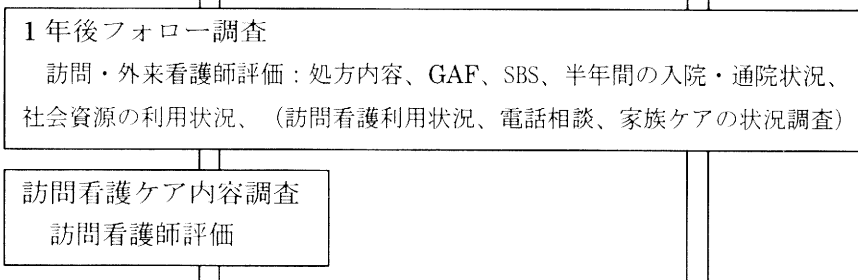 1年後フォロー調査
訪問・外来看護師評価：処方内容、GAF、SBS、半年間の入院・通院状況、
社会資源の利用状況、（訪問看護利用状況、電話相談、家族ケアの状況調査）
訪問看護ケア内容調査
訪問看護師評価